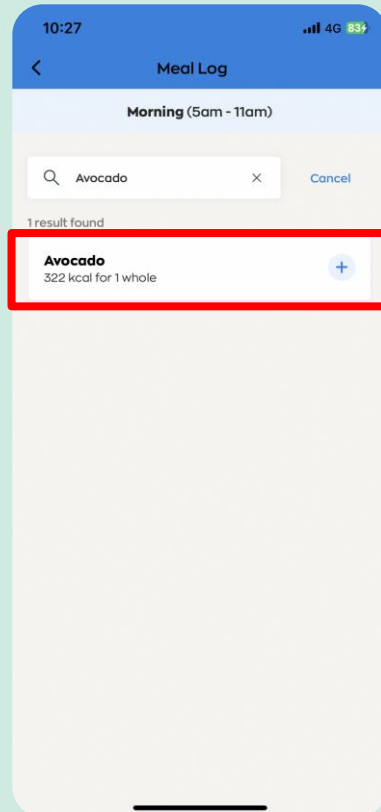 10:27
4G 83
Meal Log
Morning (5am - 11am)
Avocado
Cancel
1 result found
Avocado
322 kcal for 1 whole